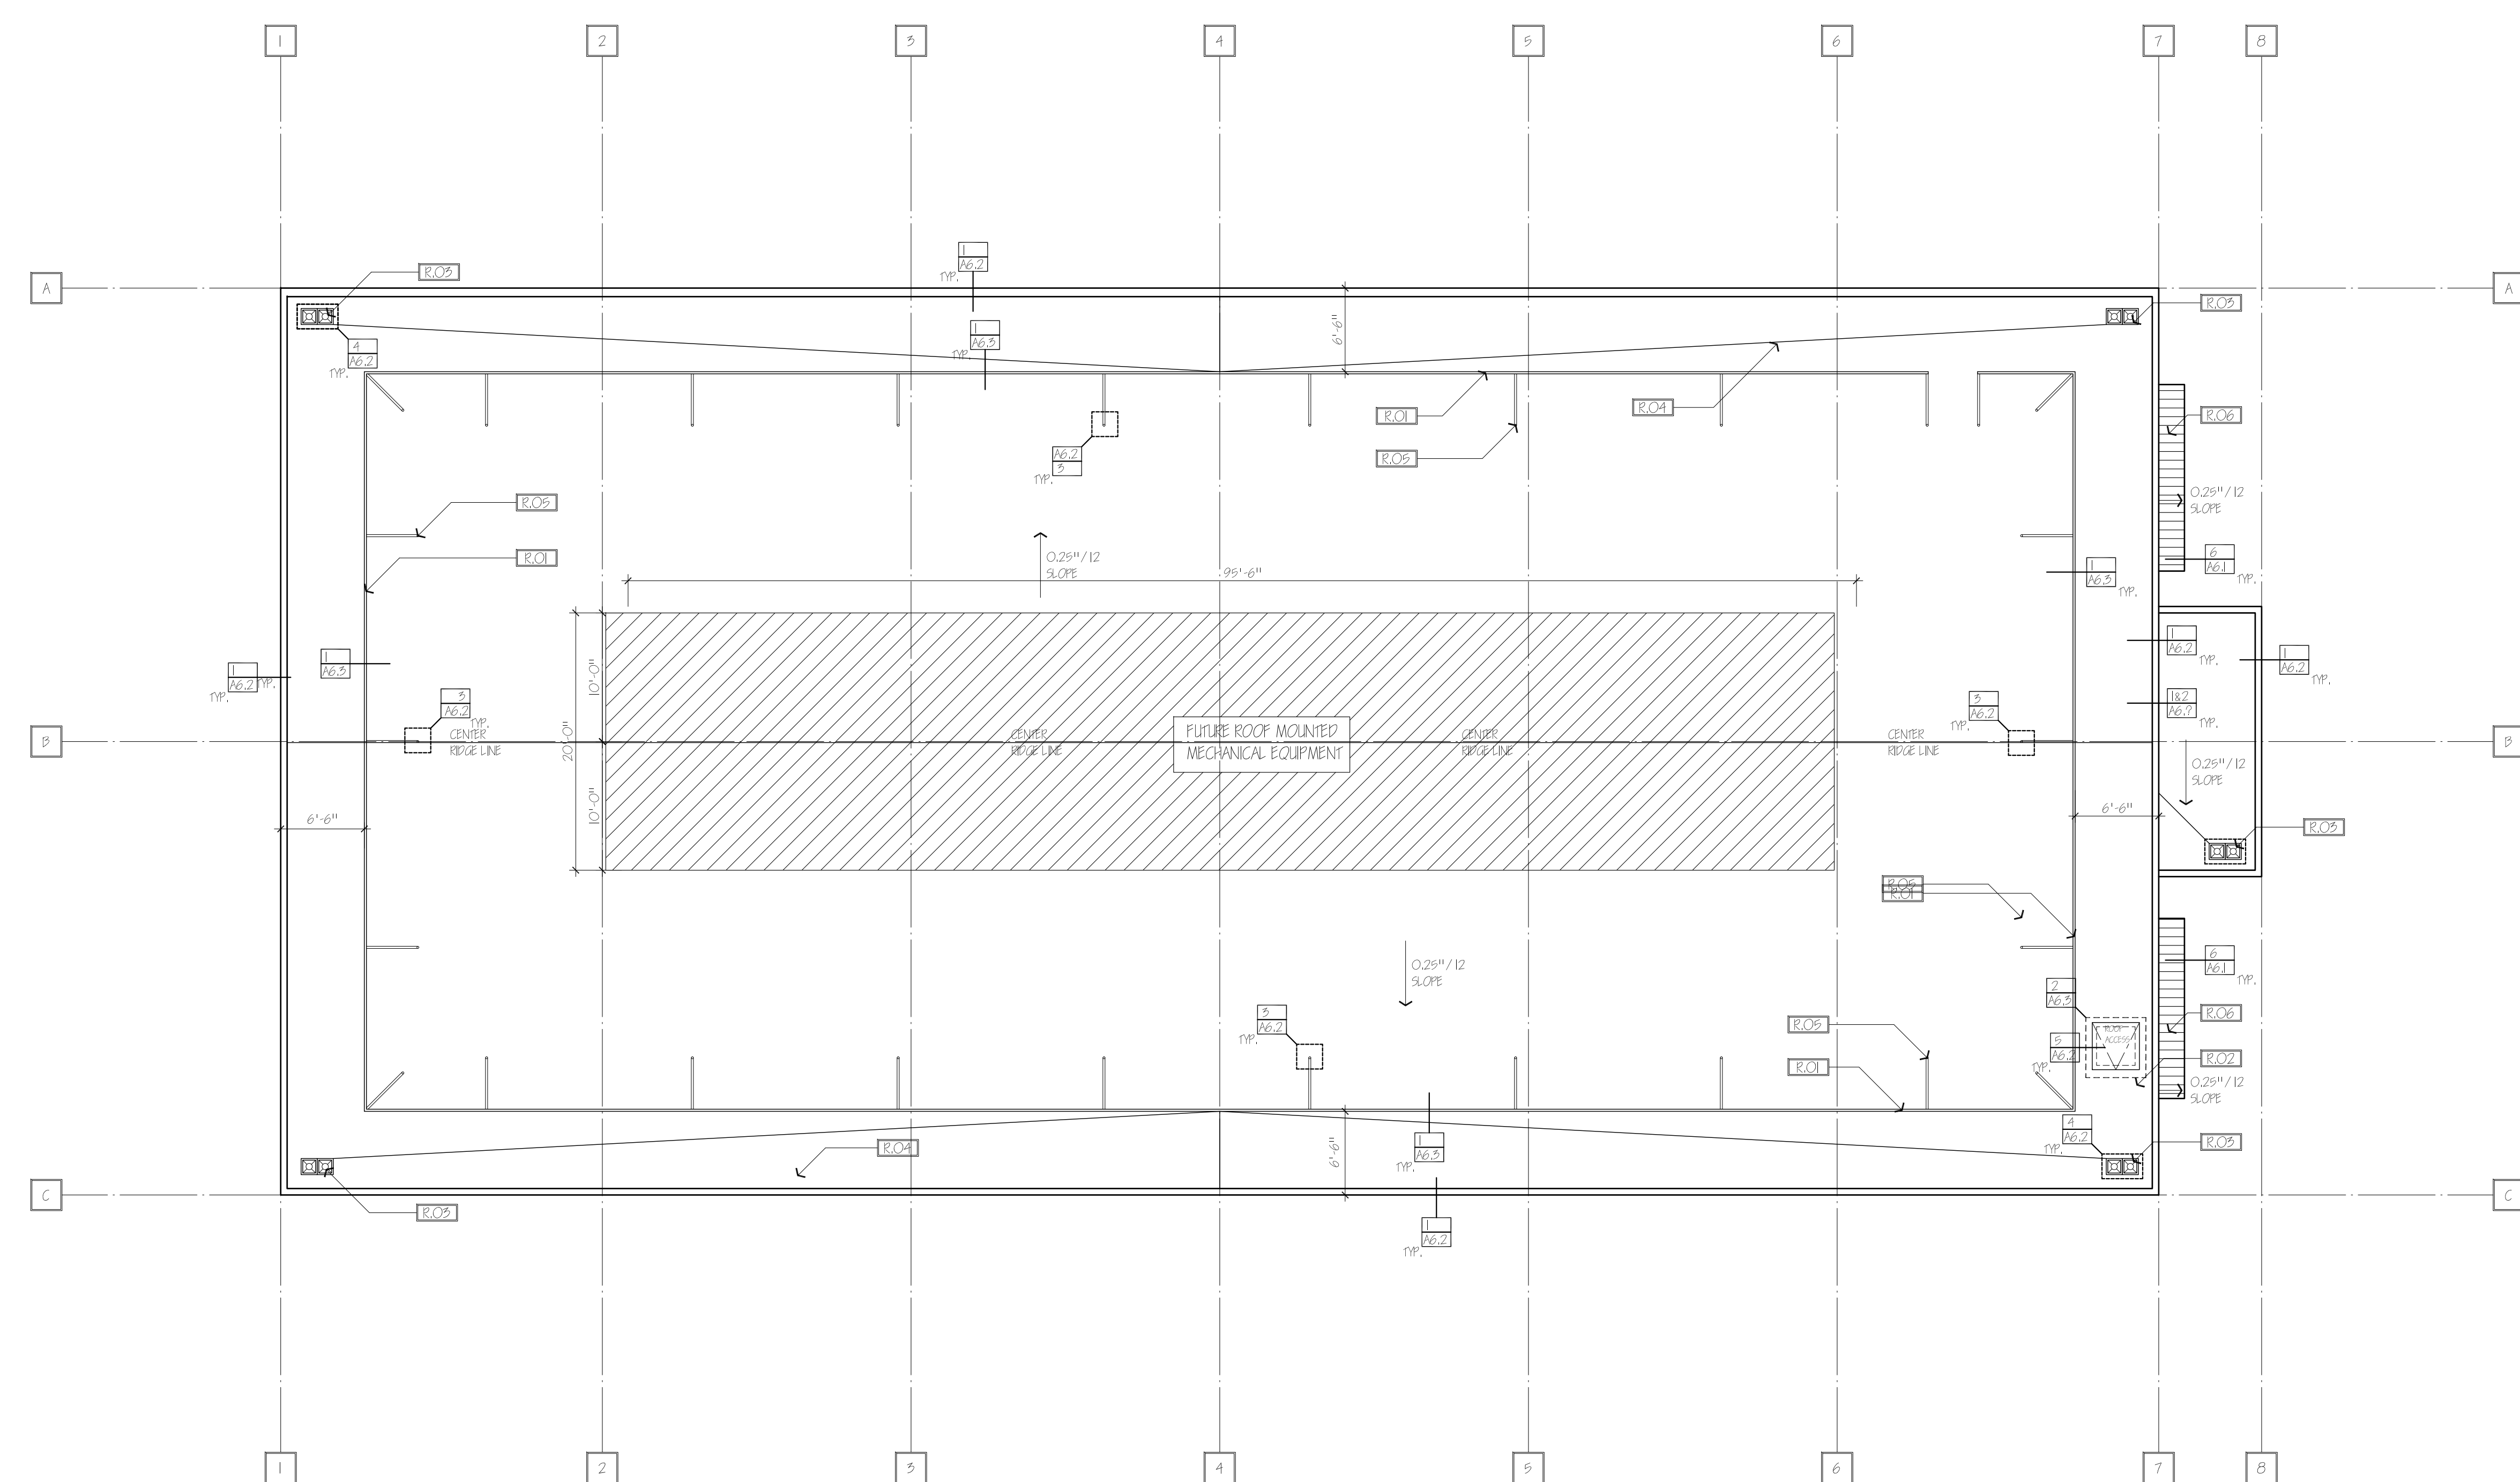 1 2 3 4 5 6 7 8
1
A6.2
TYP.
R.03
A
A
R.03
1
A6.3
TYP.
6'-6"
4
A6.2
TYP.
R.01
R.04
R.06
A6.2
3
TYP.
R.05
R.05
0.25"/12
SLOPE
R.01
0.25"/12
SLOPE
95'-6"
6
A6.1
TYP.
1
A6.3
TYP.
1
A6.2
TYP.
1
A6.2
TYP.
1
A6.3
1
A6.2
TYP.
TYP.
10'-0"
20'-0"
10'-0"
3
A6.2
TYP.
3
A6.2
TYP.
1&2
A6.?
TYP.
B
CENTER
RIDGE LINE
CENTER
RIDGE LINE
FUTURE ROOF MOUNTED
MECHANICAL EQUIPMENT
CENTER
RIDGE LINE
CENTER
RIDGE LINE
B
0.25"/12
SLOPE
6'-6"
6'-6"
R.03
R.05
R.01
0.25"/12
SLOPE
6
A6.1
TYP.
2
A6.3
3
A6.2
TYP.
R.05
R.06
ROOF
ACCESS
5
A6.2
TYP.
R.02
R.01
0.25"/12
SLOPE
4
A6.2
TYP.
R.04
1
A6.3
TYP.
6'-6"
R.03
C
C
R.03
1
A6.2
TYP.
1 2 3 4 5 6 7 8